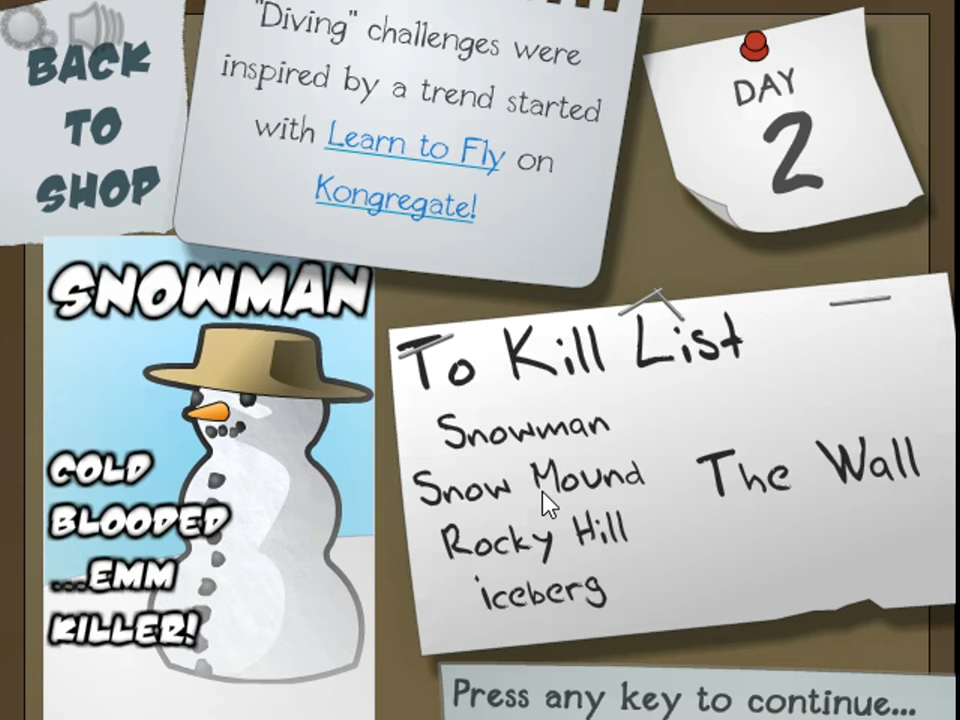 BACK
TO
SHOP
"Diving" challenges were
inspired by a trend started
with Learn to Fly on
Kongregate!
DAY
2
SNOWMAN
COLD
BLOODED
...EMM
KILLER!
To Kill List
Snowman
Snow Mound
Rocky Hill
iceberg
The Wall
Press any key to continue...